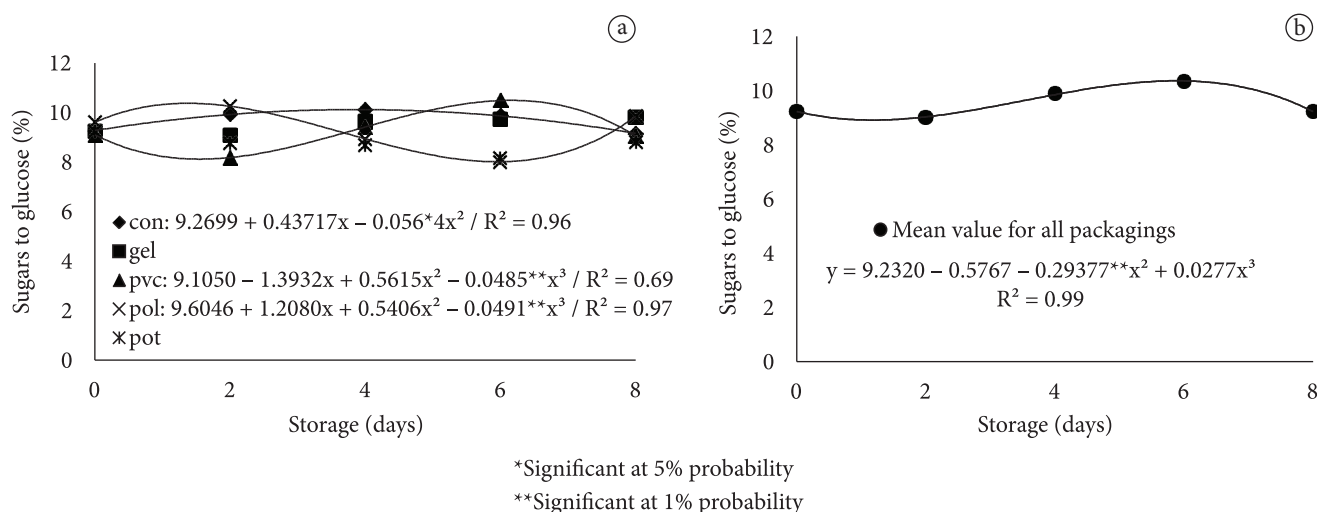 a
12
10
8
6
4
2
0
Sugars to glucose (%)
con: 9.2699 + 0.43717x – 0.056*4x² / R² = 0.96
gel
pvc: 9.1050 – 1.3932x + 0.5615x² – 0.0485**x³ / R² = 0.69
pol: 9.6046 + 1.2080x + 0.5406x² – 0.0491**x³ / R² = 0.97
pot
0 2 4 6 8
Storage (days)
b
12
10
8
6
4
2
0
Sugars to glucose (%)
Mean value for all packagings
y = 9.2320 – 0.5767 – 0.29377**x² + 0.0277x³
R² = 0.99
0 2 4 6 8
Storage (days)
*Significant at 5% probability
**Significant at 1% probability